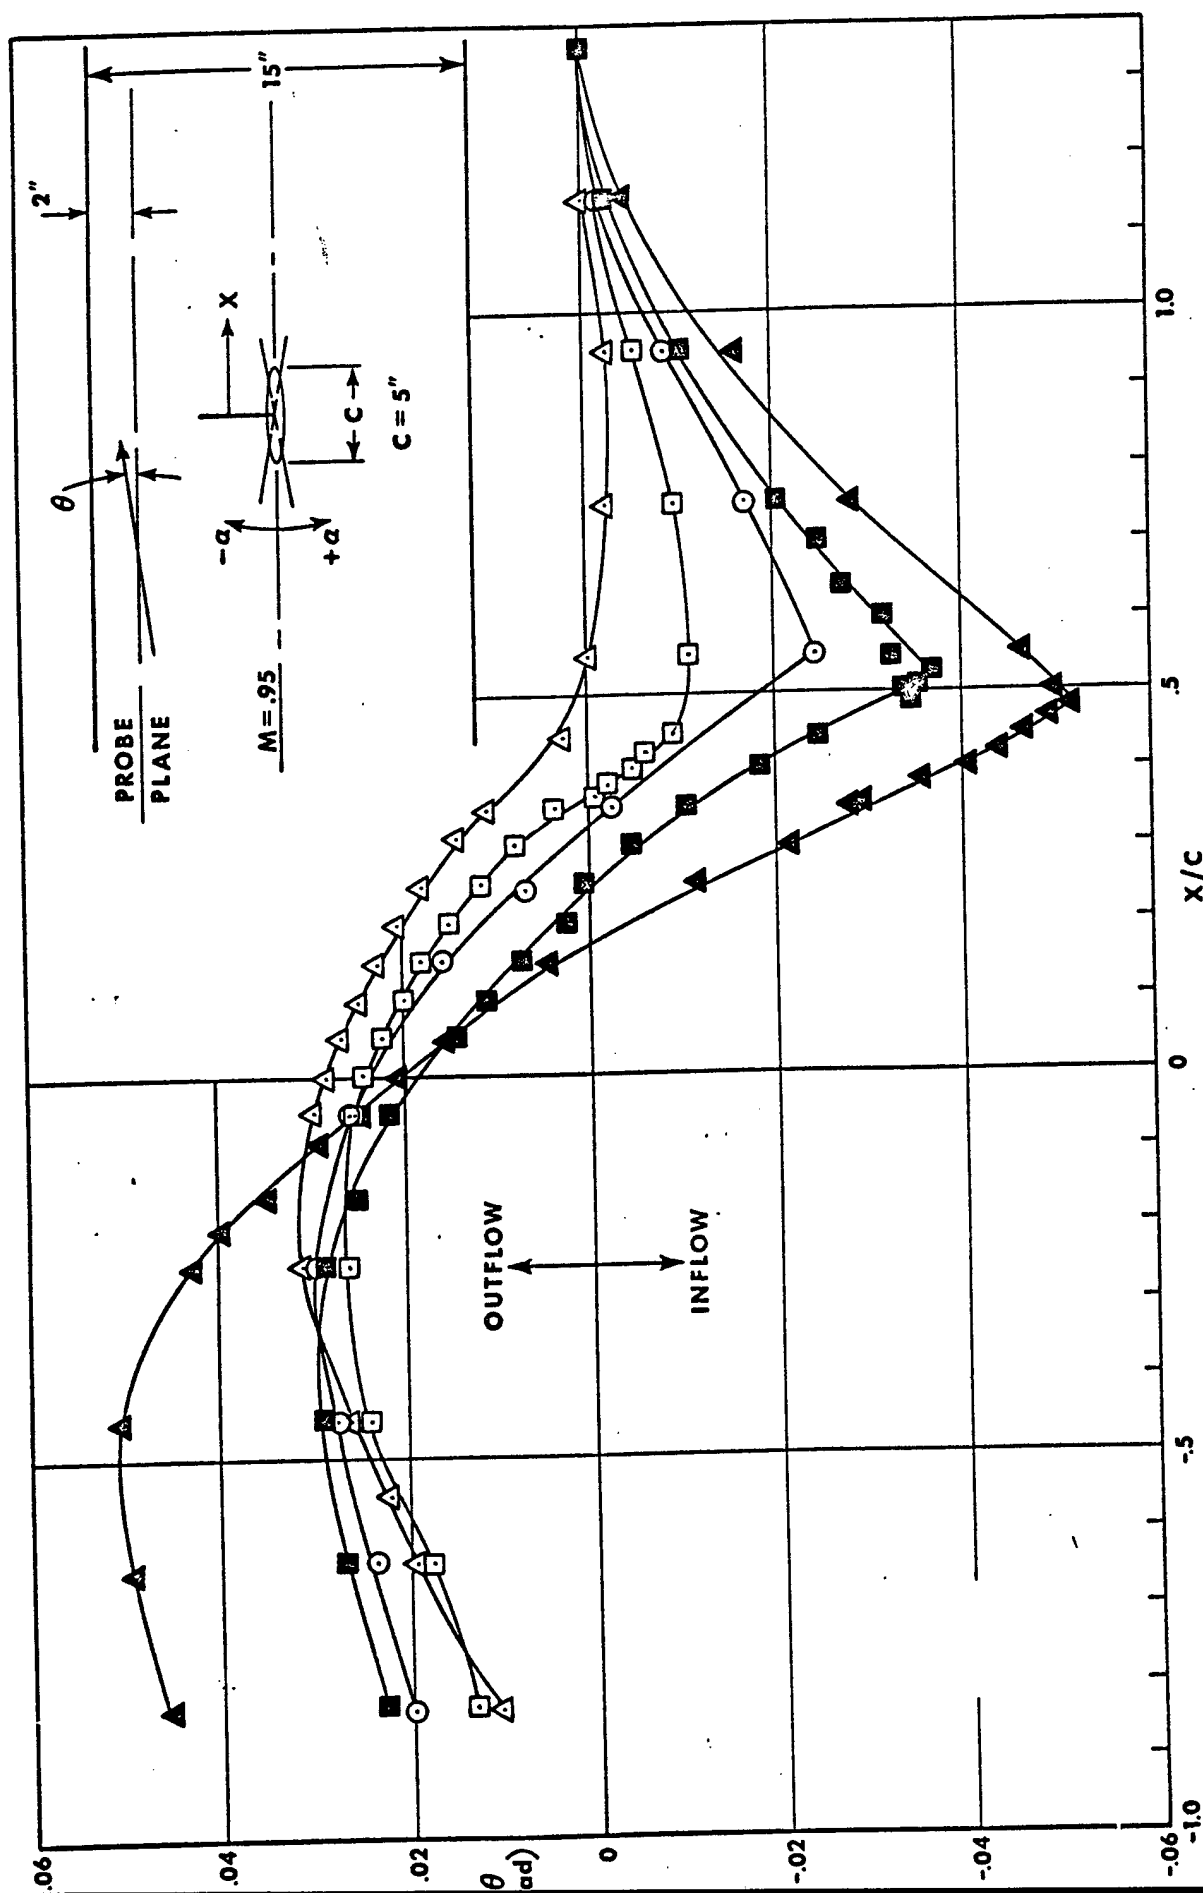 .06
.04
.02
0
-.02
-.04
-.06
θ
ad)
-1.0
-.5
0
.5
1.0
X/C
OUTFLOW
INFLOW
PROBE
PLANE
θ
2"
15"
M=.95
-α
+α
X
C
C = 5"